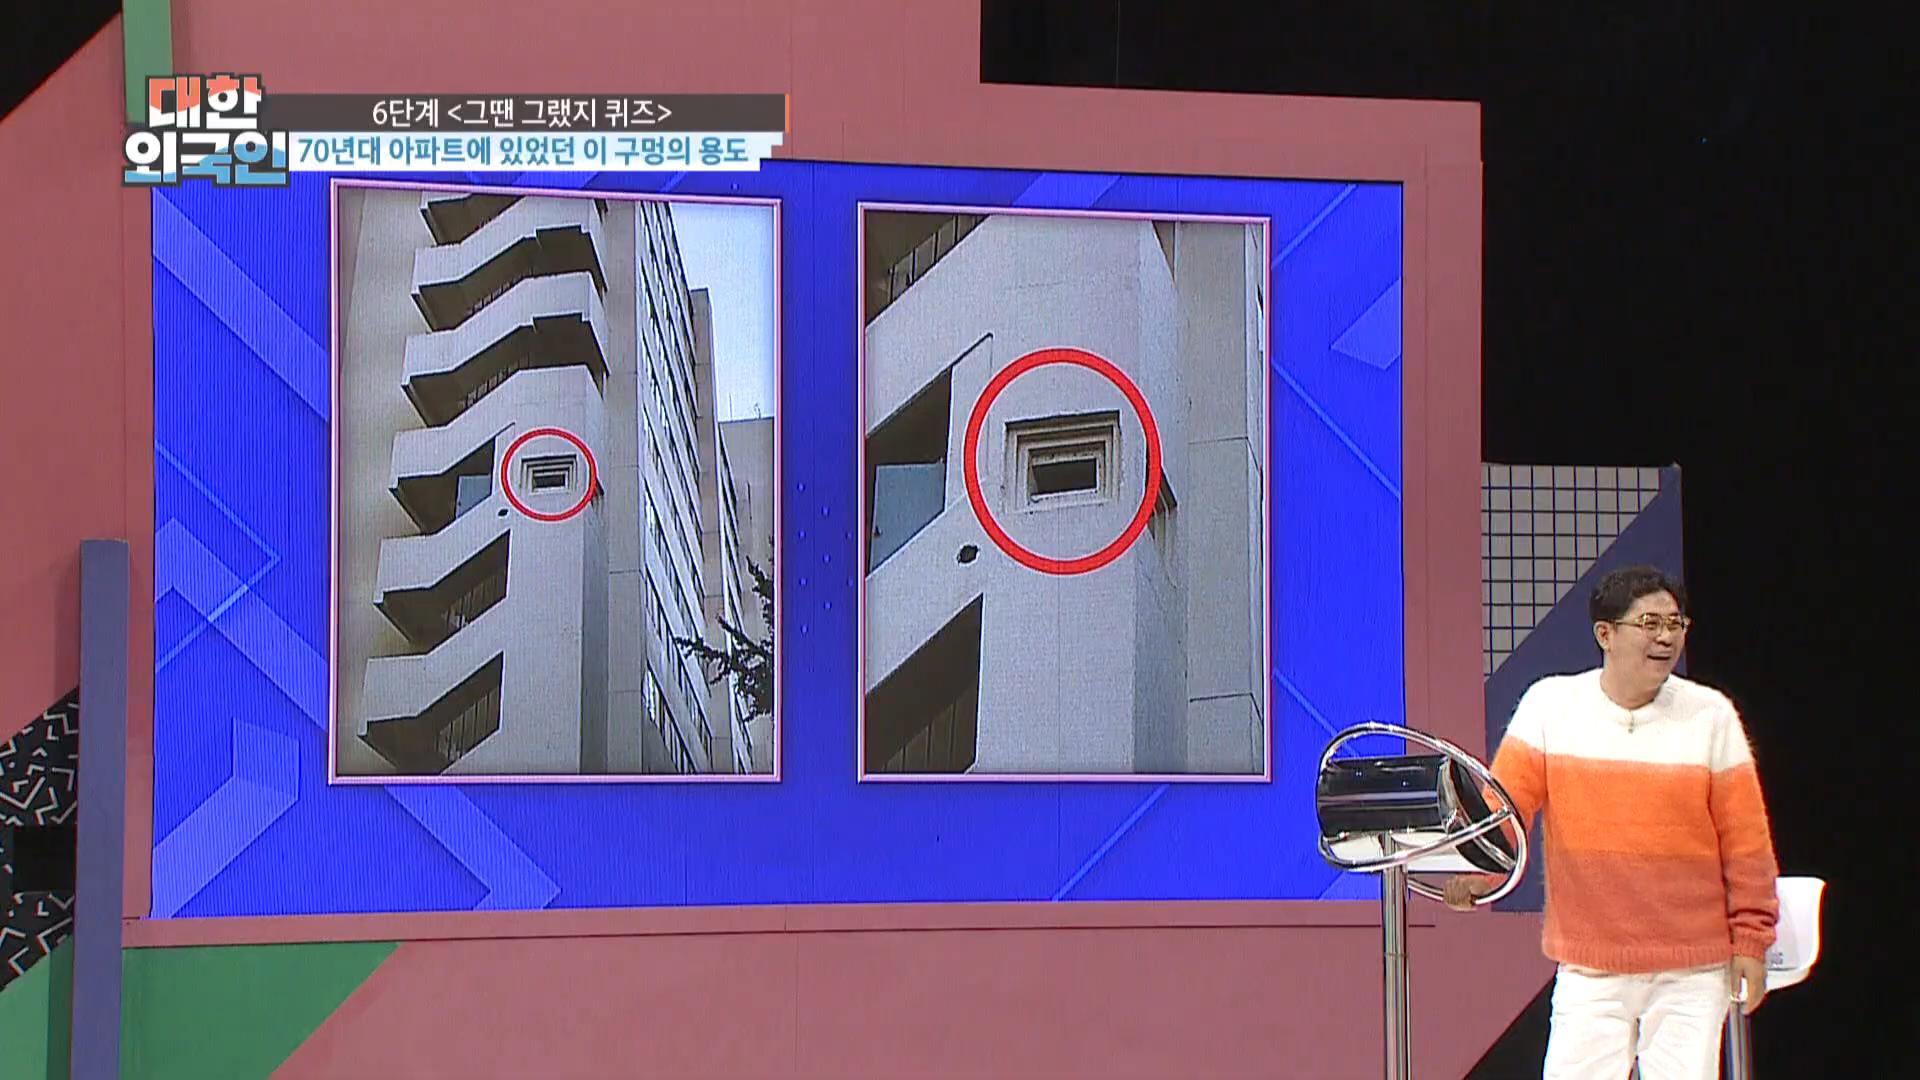 대한
외국인
6단계 <그땐 그랬지 퀴즈>
70년대 아파트에 있었던 이 구멍의 용도